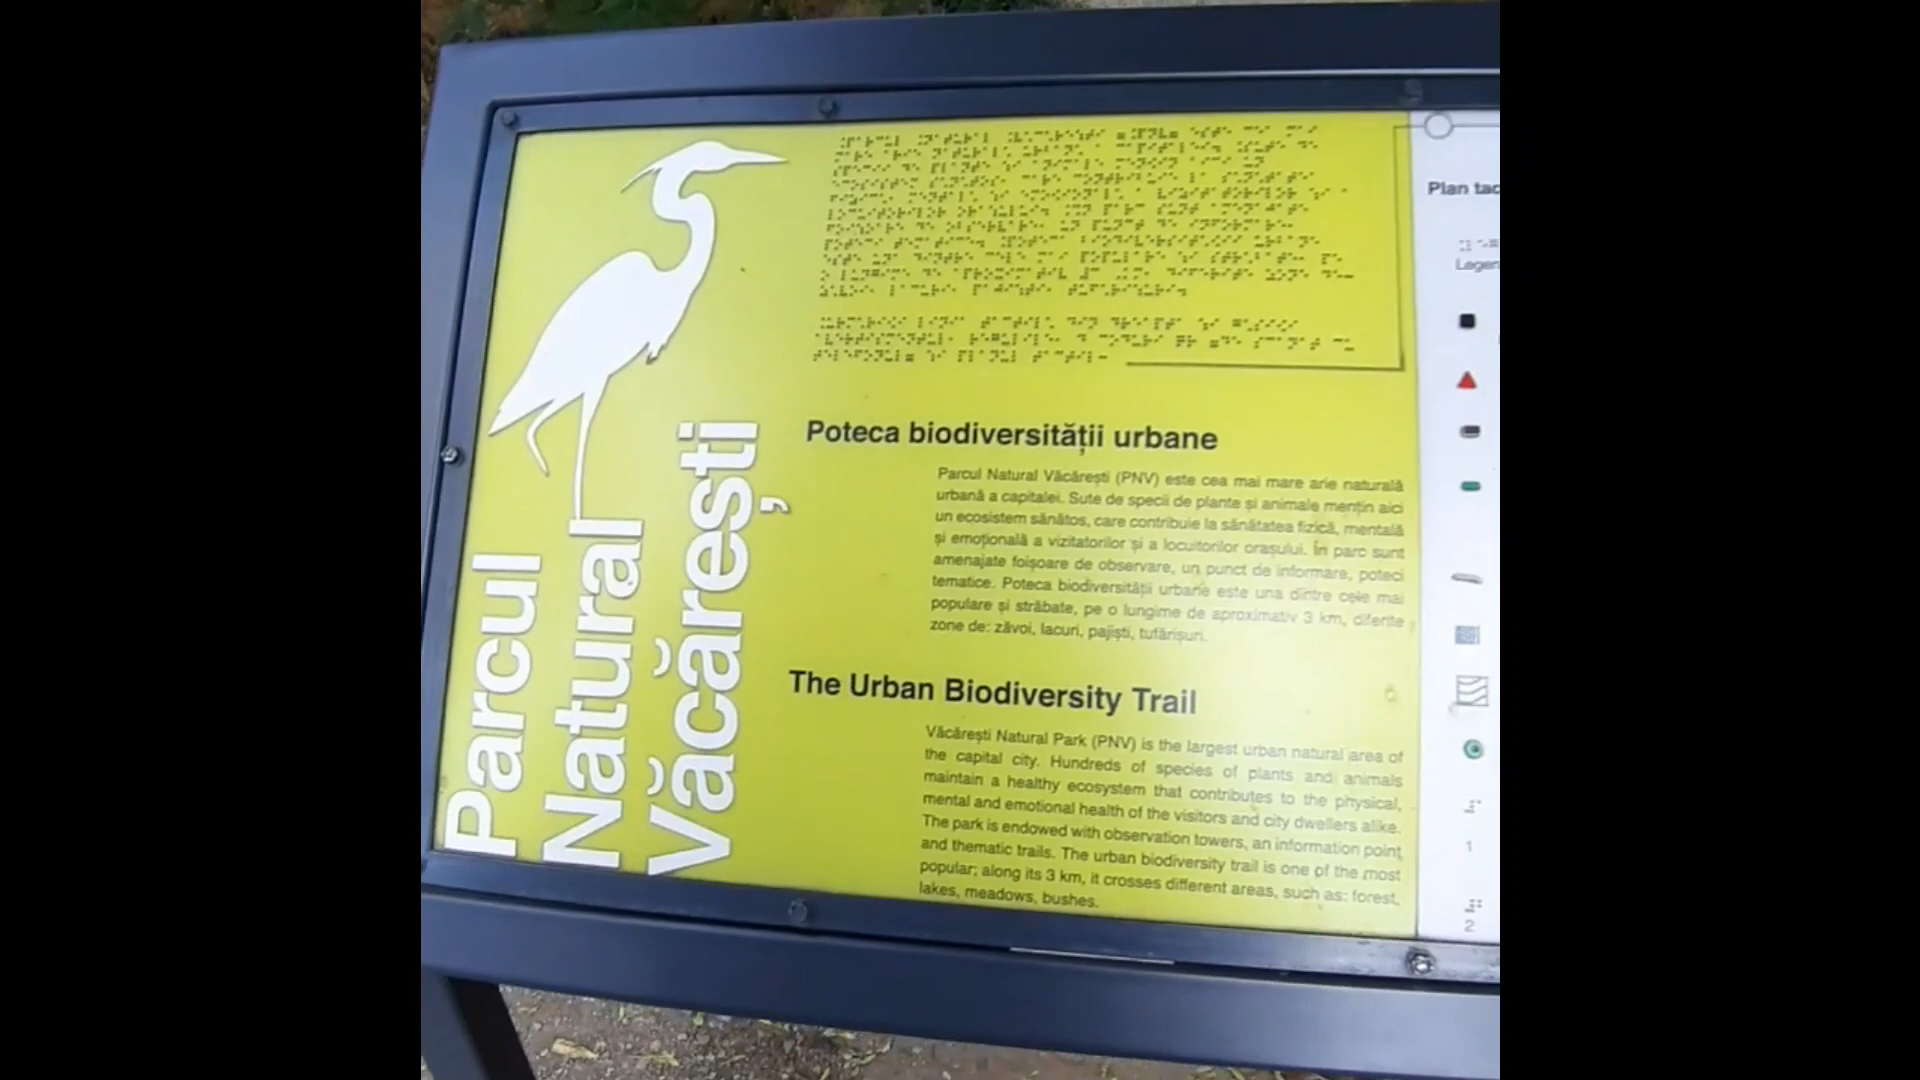 Parcul
Natural
Văcărești
Poteca biodiversității urbane
Parcul Natural Văcărești (PNV) este cea mai mare arie naturală
urbană a capitalei. Sute de specii de plante și animale mențin aici
un ecosistem sănătos, care contribuie la sănătatea fizică, mentală
și emoțională a vizitatorilor și a locuitorilor orașului. În parc sunt
amenajate foișoare de observare, un punct de informare, poteci
tematice. Poteca biodiversității urbane este una dintre cele mai
populare și străbate, pe o lungime de aproximativ 3 km, diferite
zone de: zăvoi, lacuri, pajiști, tufărișuri.
The Urban Biodiversity Trail
Văcărești Natural Park (PNV) is the largest urban natural area of
the capital city. Hundreds of species of plants and animals
maintain a healthy ecosystem that contributes to the physical,
mental and emotional health of the visitors and city dwellers alike.
The park is endowed with observation towers, an information point,
and thematic trails. The urban biodiversity trail is one of the most
popular; along its 3 km, it crosses different areas, such as: forest,
lakes, meadows, bushes.
Plan tac
Legen
1
2